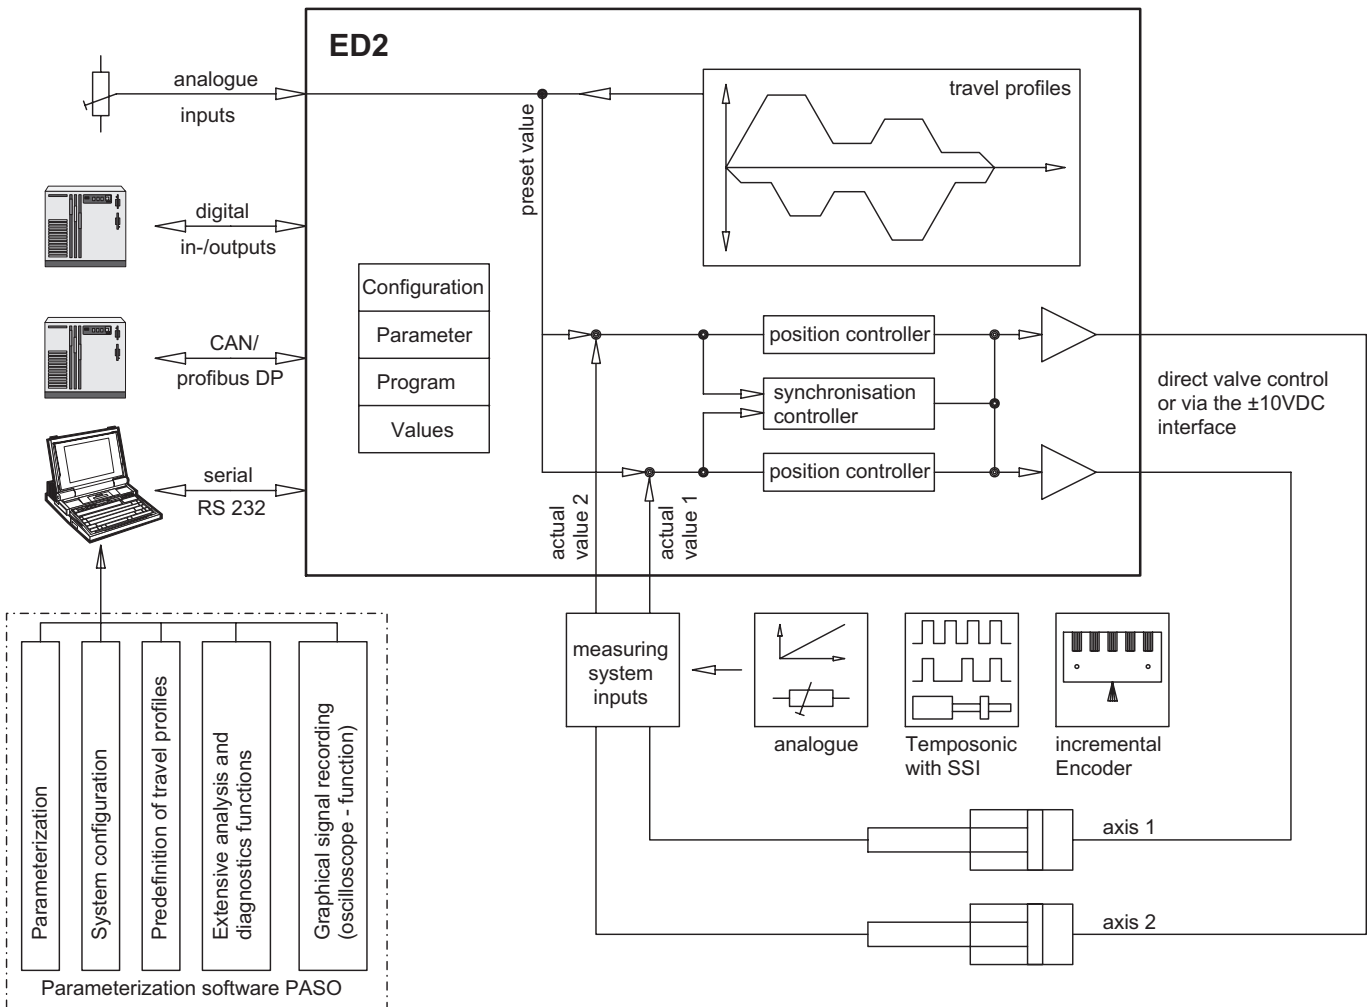 ED2
analogue
inputs
travel profiles
preset value
digital
in-/outputs
Configuration
Parameter
Program
Values
CAN/
profibus DP
position controller
synchronisation
controller
position controller
direct valve control
or via the ±10VDC
interface
serial
RS 232
actual
value 2
actual
value 1
measuring
system
inputs
analogue
Temposonic
with SSI
incremental
Encoder
axis 1
axis 2
Parameterization
System configuration
Predefinition of travel profiles
Extensive analysis and
diagnostics functions
Graphical signal recording
(oscilloscope - function)
Parameterization software PASO